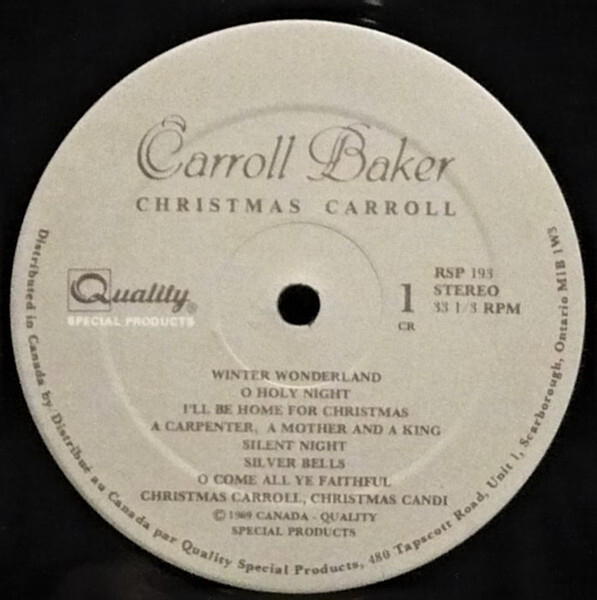 Carroll Baker
CHRISTMAS CARROLL
Quality®
SPECIAL PRODUCTS
1
CR
RSP 193
STEREO
33 1/3 RPM
WINTER WONDERLAND
O HOLY NIGHT
I'LL BE HOME FOR CHRISTMAS
A CARPENTER, A MOTHER AND A KING
SILENT NIGHT
SILVER BELLS
O COME ALL YE FAITHFUL
CHRISTMAS CARROLL, CHRISTMAS CANDI
© 1989 CANADA - QUALITY
SPECIAL PRODUCTS
Distributed in Canada by Distribué au Canada par Quality Special Products, 480 Tapscott Road, Unit 1, Scarborough, Ontario M1B 1W3